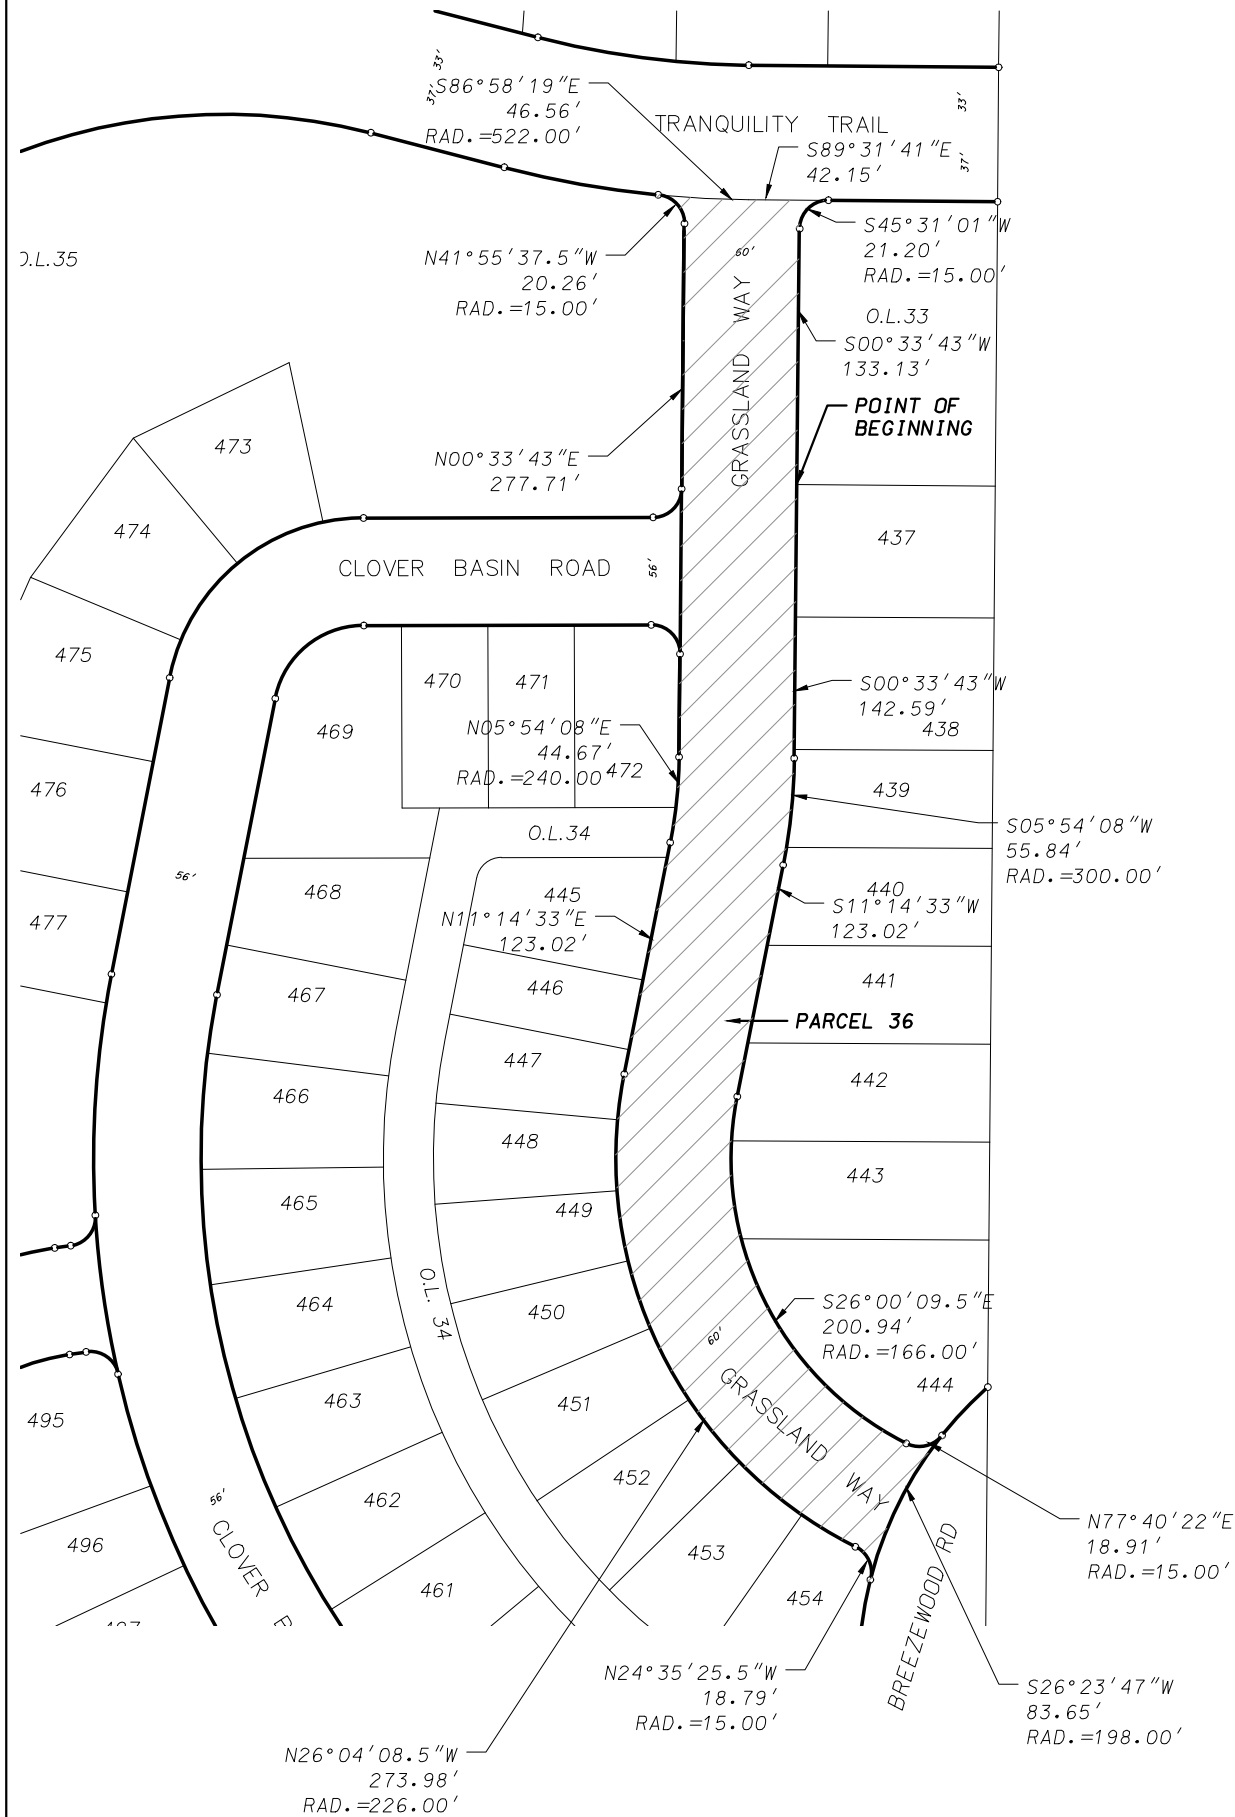 33'
37'
S86°58'19"E
46.56'
RAD.=522.00'
TRANQUILITY TRAIL
33'
37'
S89°31'41"E
42.15'
O.L.35
N41°55'37.5"W
20.26'
RAD.=15.00'
60'
S45°31'01"W
21.20'
RAD.=15.00'
O.L.33
S00°33'43"W
133.13'
GRASSLAND WAY
POINT OF
BEGINNING
473
N00°33'43"E
277.71'
474
437
CLOVER BASIN ROAD
56'
475
470
471
S00°33'43"W
142.59'
438
469
N05°54'08"E
44.67'
RAD.=240.00'
472
476
439
O.L.34
S05°54'08"W
55.84'
RAD.=300.00'
56'
468
445
440
S11°14'33"W
123.02'
477
N11°14'33"E
123.02'
441
467
446
PARCEL 36
447
442
466
448
443
465
449
O.L. 34
464
450
S26°00'09.5"E
200.94'
RAD.=166.00'
60'
444
GRASSLAND WAY
463
451
495
452
462
56'
496
CLOVER
453
BREEZEWOOD RD
N77°40'22"E
18.91'
RAD.=15.00'
461
454
N24°35'25.5"W
18.79'
RAD.=15.00'
S26°23'47"W
83.65'
RAD.=198.00'
N26°04'08.5"W
273.98'
RAD.=226.00'